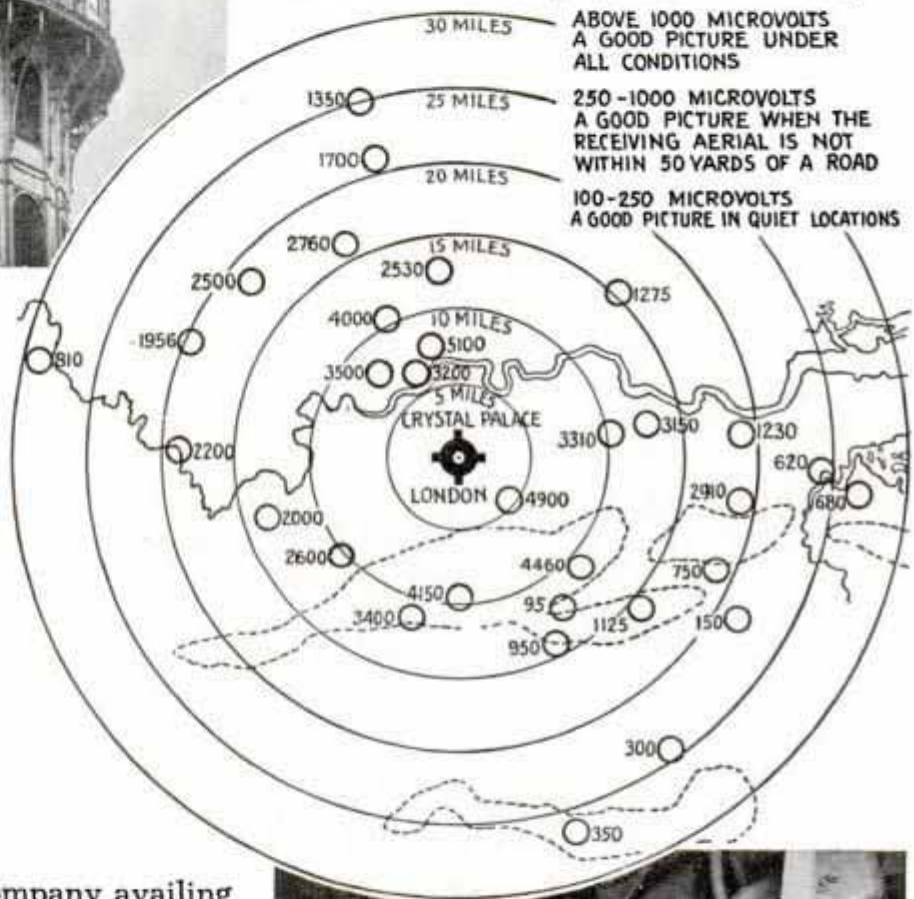 30 MILES
ABOVE 1000 MICROVOLTS
A GOOD PICTURE UNDER
ALL CONDITIONS
1350
25 MILES
250-1000 MICROVOLTS
A GOOD PICTURE WHEN THE
RECEIVING AERIAL IS NOT
WITHIN 50 YARDS OF A ROAD
1700
20 MILES
100-250 MICROVOLTS
A GOOD PICTURE IN QUIET LOCATIONS
2760
15 MILES
2530
2500
1275
4000
10 MILES
1956
5100
810
3500
3200
5 MILES
CRYSTAL PALACE
3310
3150
1230
2200
620
LONDON
4900
2910
680
2000
2600
4460
750
4150
95
1125
3400
150
950
300
350
ompany availing